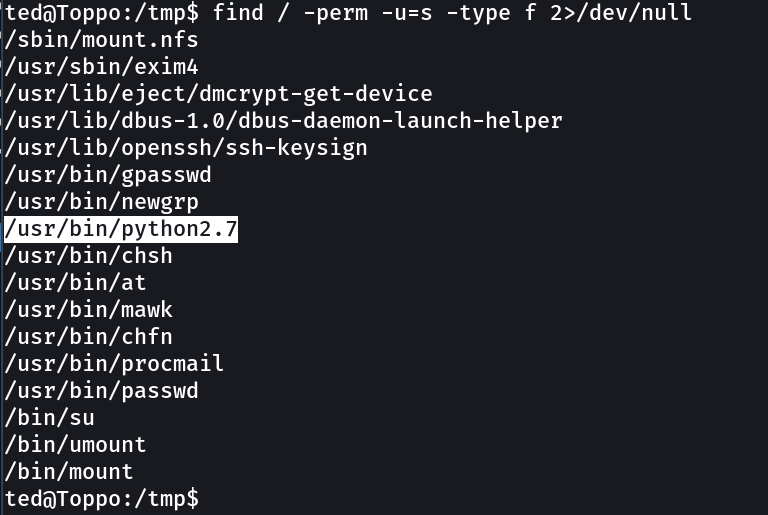 ted@Toppo:/tmp$ find / -perm -u=s -type f 2>/dev/null
/sbin/mount.nfs
/usr/sbin/exim4
/usr/lib/eject/dmcrypt-get-device
/usr/lib/dbus-1.0/dbus-daemon-launch-helper
/usr/lib/openssh/ssh-keysign
/usr/bin/gpasswd
/usr/bin/newgrp
/usr/bin/python2.7
/usr/bin/chsh
/usr/bin/at
/usr/bin/mawk
/usr/bin/chfn
/usr/bin/procmail
/usr/bin/passwd
/bin/su
/bin/umount
/bin/mount
ted@Toppo:/tmp$